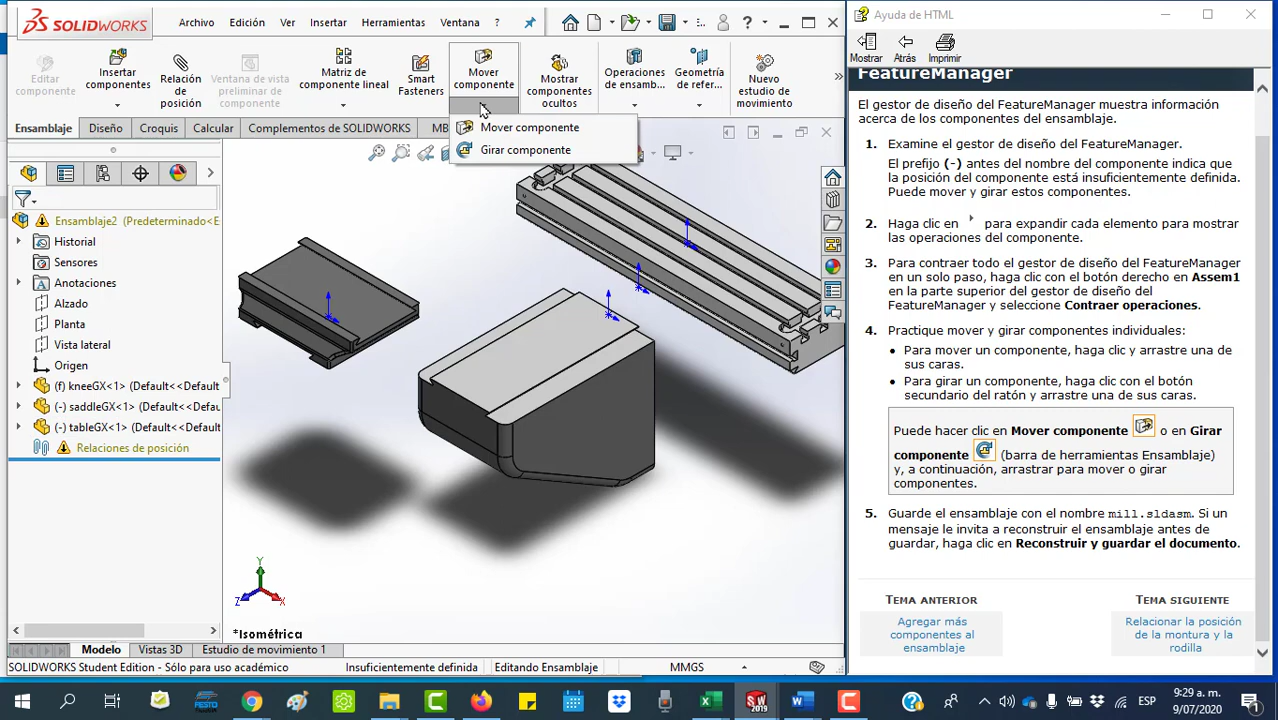 SOLIDWORKS
Archivo Edición Ver Insertar Herramientas Ventana ?
Editar componente
Insertar componentes
Relación de posición
Ventana de vista preliminar de componente
Matriz de componente lineal
Smart Fasteners
Mover componente
Mostrar componentes ocultos
Operaciones de ensamb...
Geometría de refer...
Nuevo estudio de movimiento
Ensamblaje Diseño Croquis Calcular Complementos de SOLIDWORKS MB
Mover componente
Girar componente
Ensamblaje2 (Predeterminado<E
Historial
Sensores
Anotaciones
Alzado
Planta
Vista lateral
Origen
(f) kneeGX<1> (Default<<Default
(-) saddleGX<1> (Default<<Defau
(-) tableGX<1> (Default<<Default
Relaciones de posición
Y
Z
X
*Isométrica
Modelo Vistas 3D Estudio de movimiento 1
SOLIDWORKS Student Edition - Sólo para uso académico Insuficientemente definida Editando Ensamblaje MMGS
Ayuda de HTML
Mostrar Atrás Imprimir
FeatureManager
El gestor de diseño del FeatureManager muestra información
acerca de los componentes del ensamblaje.
1. Examine el gestor de diseño del FeatureManager.
El prefijo (-) antes del nombre del componente indica que
la posición del componente está insuficientemente definida.
Puede mover y girar estos componentes.
2. Haga clic en para expandir cada elemento para mostrar
las operaciones del componente.
3. Para contraer todo el gestor de diseño del FeatureManager
en un solo paso, haga clic con el botón derecho en Assem1
en la parte superior del gestor de diseño del
FeatureManager y seleccione Contraer operaciones.
4. Practique mover y girar componentes individuales:
• Para mover un componente, haga clic y arrastre una de
sus caras.
• Para girar un componente, haga clic con el botón
secundario del ratón y arrastre una de sus caras.
Puede hacer clic en Mover componente o en Girar
componente (barra de herramientas Ensamblaje)
y, a continuación, arrastrar para mover o girar
componentes.
5. Guarde el ensamblaje con el nombre mill.sldasm. Si un
mensaje le invita a reconstruir el ensamblaje antes de
guardar, haga clic en Reconstruir y guardar el documento.
TEMA ANTERIOR
Agregar más
componentes al
ensamblaje
TEMA SIGUIENTE
Relacionar la posición
de la montura y la
rodilla
FESTO
SW
2019
ESP
9:29 a. m.
9/07/2020
1